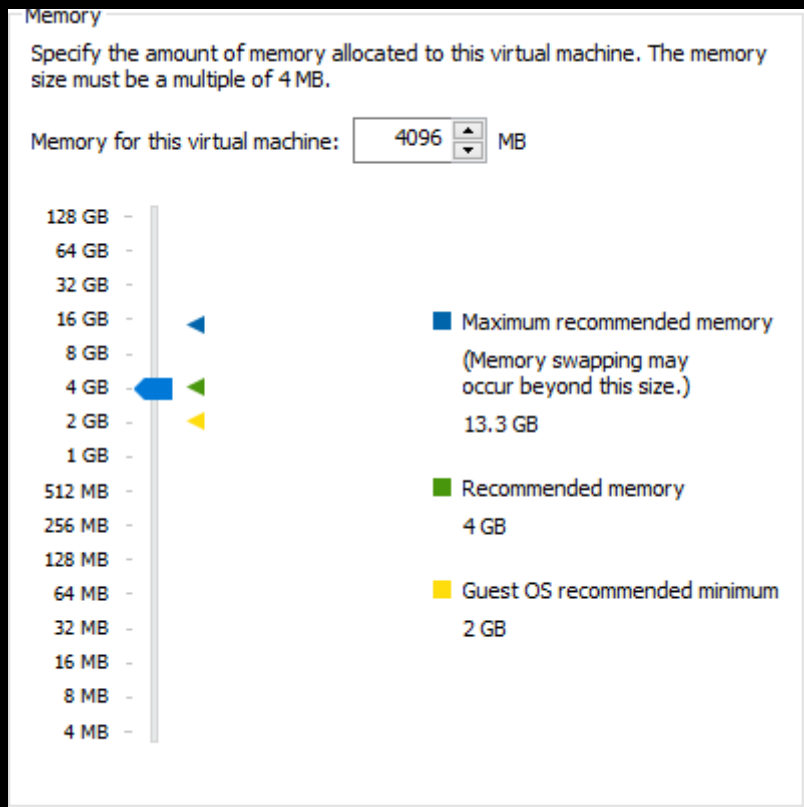 Memory
Specify the amount of memory allocated to this virtual machine. The memory
size must be a multiple of 4 MB.
Memory for this virtual machine: 4096 MB
128 GB
64 GB
32 GB
16 GB
8 GB
4 GB
2 GB
1 GB
512 MB
256 MB
128 MB
64 MB
32 MB
16 MB
8 MB
4 MB
Maximum recommended memory
(Memory swapping may
occur beyond this size.)
13.3 GB
Recommended memory
4 GB
Guest OS recommended minimum
2 GB